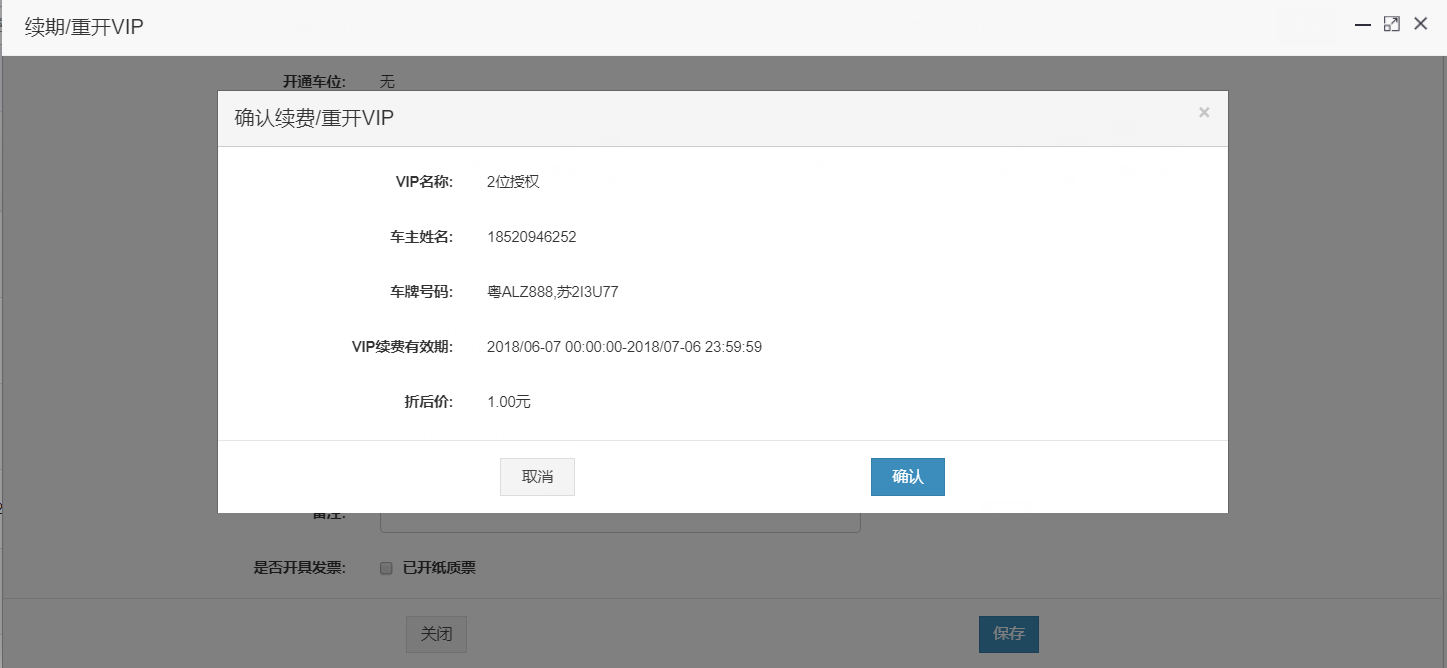 续期/重开VIP
开通车位: 无
确认续费/重开VIP
VIP名称: 2位授权
车主姓名: 18520946252
车牌号码: 粤ALZ888,苏2I3U77
VIP续费有效期: 2018/06-07 00:00:00-2018/07-06 23:59:59
折后价: 1.00元
取消 确认
备注:
是否开具发票: 已开纸质票
关闭 保存